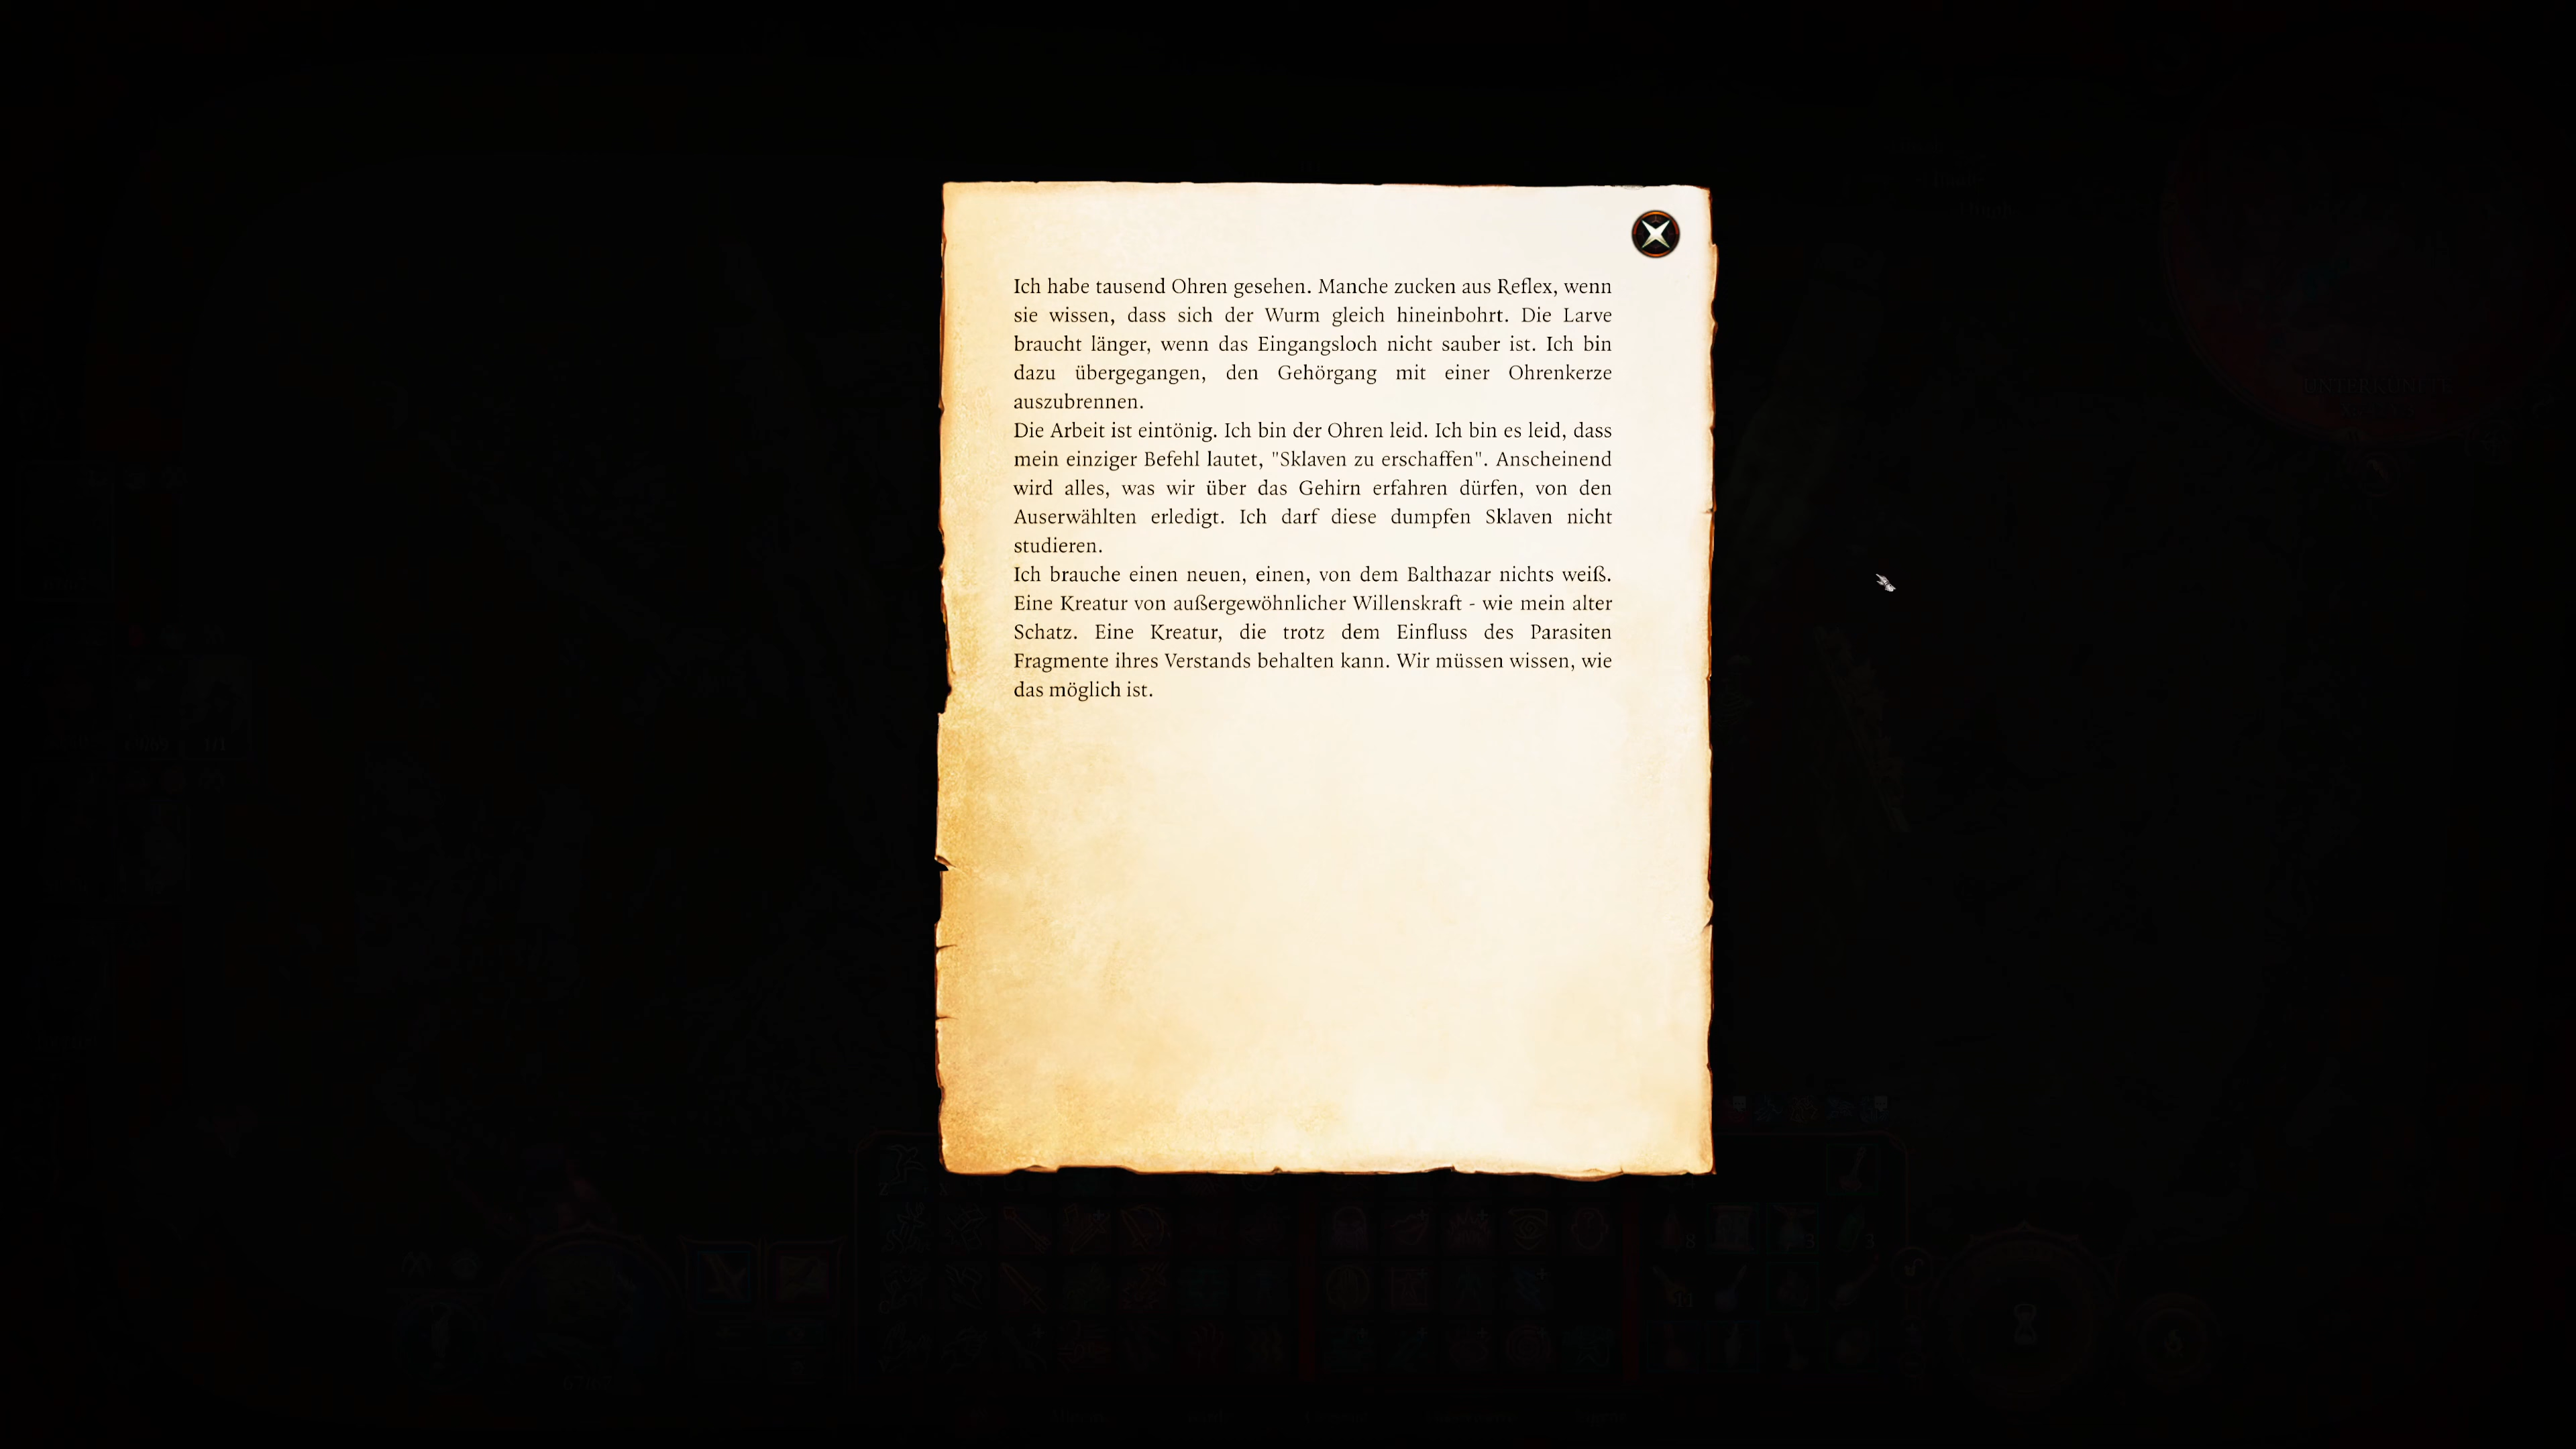 Ich habe tausend Ohren gesehen. Manche zucken aus Reflex, wenn
sie wissen, dass sich der Wurm gleich hineinbohrt. Die Larve
braucht länger, wenn das Eingangsloch nicht sauber ist. Ich bin
dazu übergegangen, den Gehörgang mit einer Ohrenkerze
auszubrennen.
Die Arbeit ist eintönig. Ich bin der Ohren leid. Ich bin es leid, dass
mein einziger Befehl lautet, "Sklaven zu erschaffen". Anscheinend
wird alles, was wir über das Gehirn erfahren dürfen, von den
Auserwählten erledigt. Ich darf diese dumpfen Sklaven nicht
studieren.
Ich brauche einen neuen, einen, von dem Balthazar nichts weiß.
Eine Kreatur von außergewöhnlicher Willenskraft - wie mein alter
Schatz. Eine Kreatur, die trotz dem Einfluss des Parasiten
Fragmente ihres Verstands behalten kann. Wir müssen wissen, wie
das möglich ist.